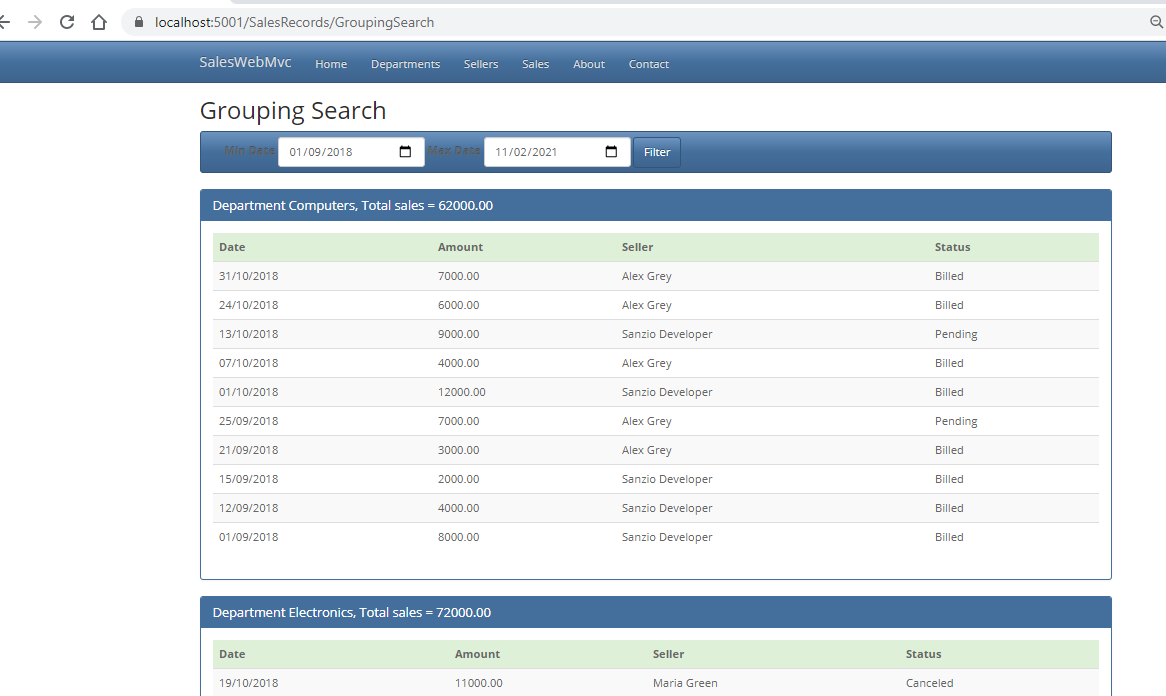 localhost:5001/SalesRecords/GroupingSearch
SalesWebMvc Home Departments Sellers Sales About Contact
Grouping Search
Min Date 01/09/2018 Max Date 11/02/2021 Filter
Department Computers, Total sales = 62000.00
Date Amount Seller Status
31/10/2018 7000.00 Alex Grey Billed
24/10/2018 6000.00 Alex Grey Billed
13/10/2018 9000.00 Sanzio Developer Pending
07/10/2018 4000.00 Alex Grey Billed
01/10/2018 12000.00 Sanzio Developer Billed
25/09/2018 7000.00 Alex Grey Pending
21/09/2018 3000.00 Alex Grey Billed
15/09/2018 2000.00 Sanzio Developer Billed
12/09/2018 4000.00 Sanzio Developer Billed
01/09/2018 8000.00 Sanzio Developer Billed
Department Electronics, Total sales = 72000.00
Date Amount Seller Status
19/10/2018 11000.00 Maria Green Canceled